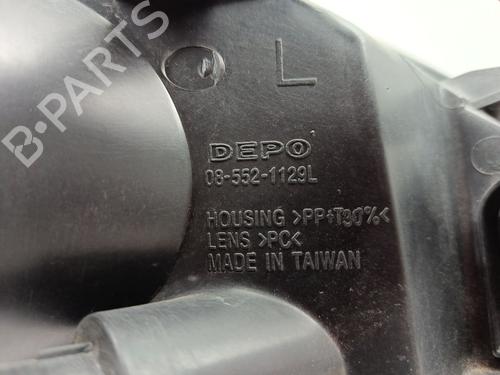 L
DEPO
08-552-1129L
HOUSING >PP+T30%<
LENS >PC<
MADE IN TAIWAN
B-PARTS